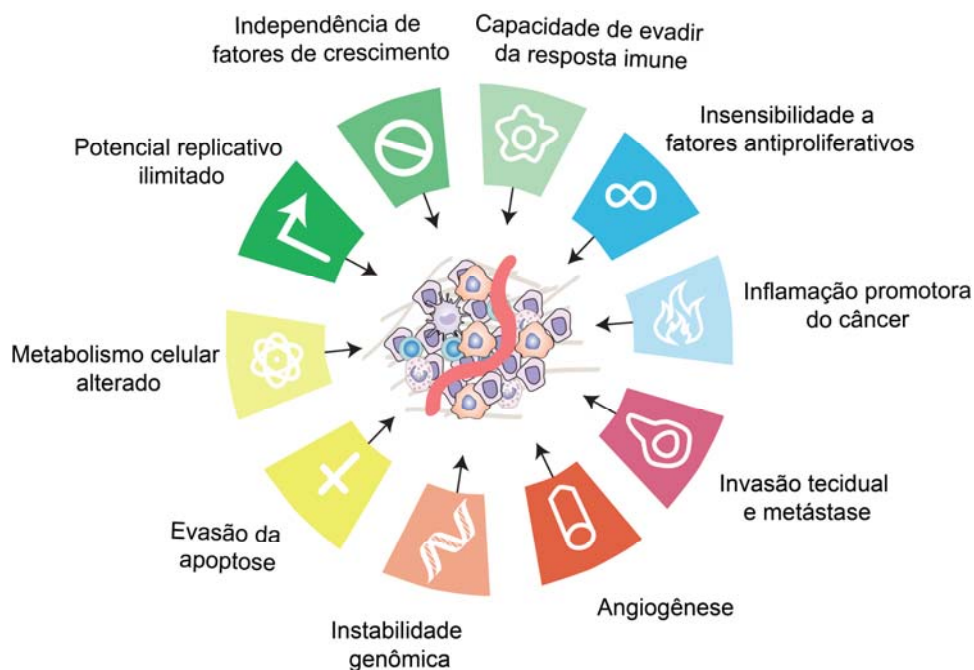 Independência de
fatores de crescimento
Capacidade de evadir
da resposta imune
Insensibilidade a
fatores antiproliferativos
Inflamação promotora
do câncer
Invasão tecidual
e metástase
Angiogênese
Instabilidade
genômica
Evasão da
apoptose
Metabolismo celular
alterado
Potencial replicativo
ilimitado